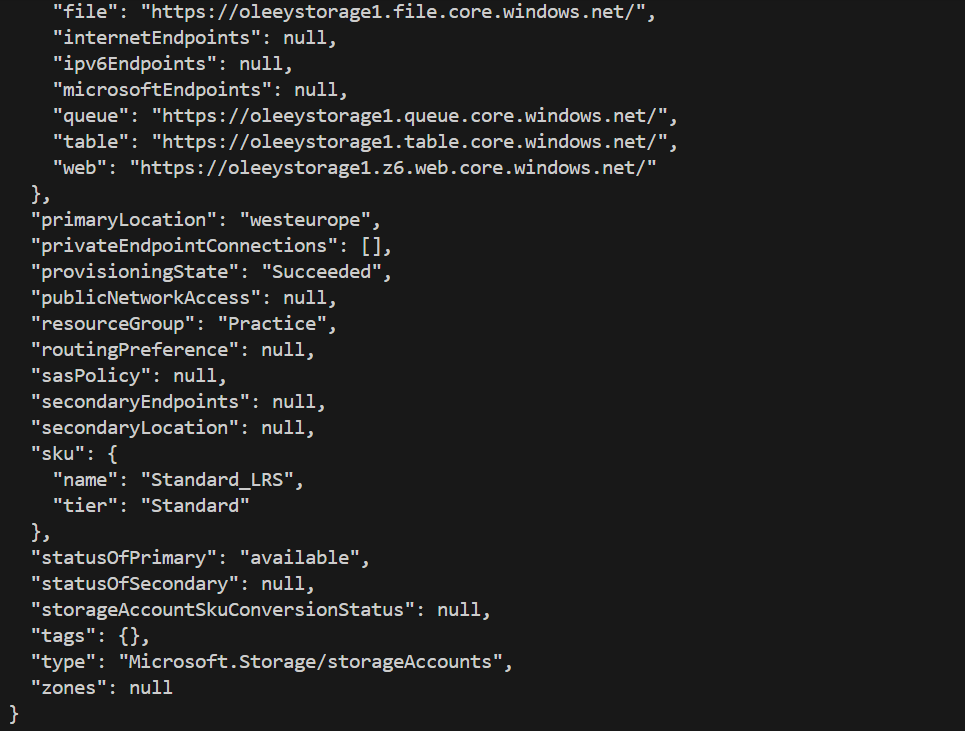 "file": "https://oleeystorage1.file.core.windows.net/",
"internetEndpoints": null,
"ipv6Endpoints": null,
"microsoftEndpoints": null,
"queue": "https://oleeystorage1.queue.core.windows.net/",
"table": "https://oleeystorage1.table.core.windows.net/",
"web": "https://oleeystorage1.z6.web.core.windows.net/"
},
"primaryLocation": "westeurope",
"privateEndpointConnections": [],
"provisioningState": "Succeeded",
"publicNetworkAccess": null,
"resourceGroup": "Practice",
"routingPreference": null,
"sasPolicy": null,
"secondaryEndpoints": null,
"secondaryLocation": null,
"sku": {
"name": "Standard_LRS",
"tier": "Standard"
},
"statusOfPrimary": "available",
"statusOfSecondary": null,
"storageAccountSkuConversionStatus": null,
"tags": {},
"type": "Microsoft.Storage/storageAccounts",
"zones": null
}